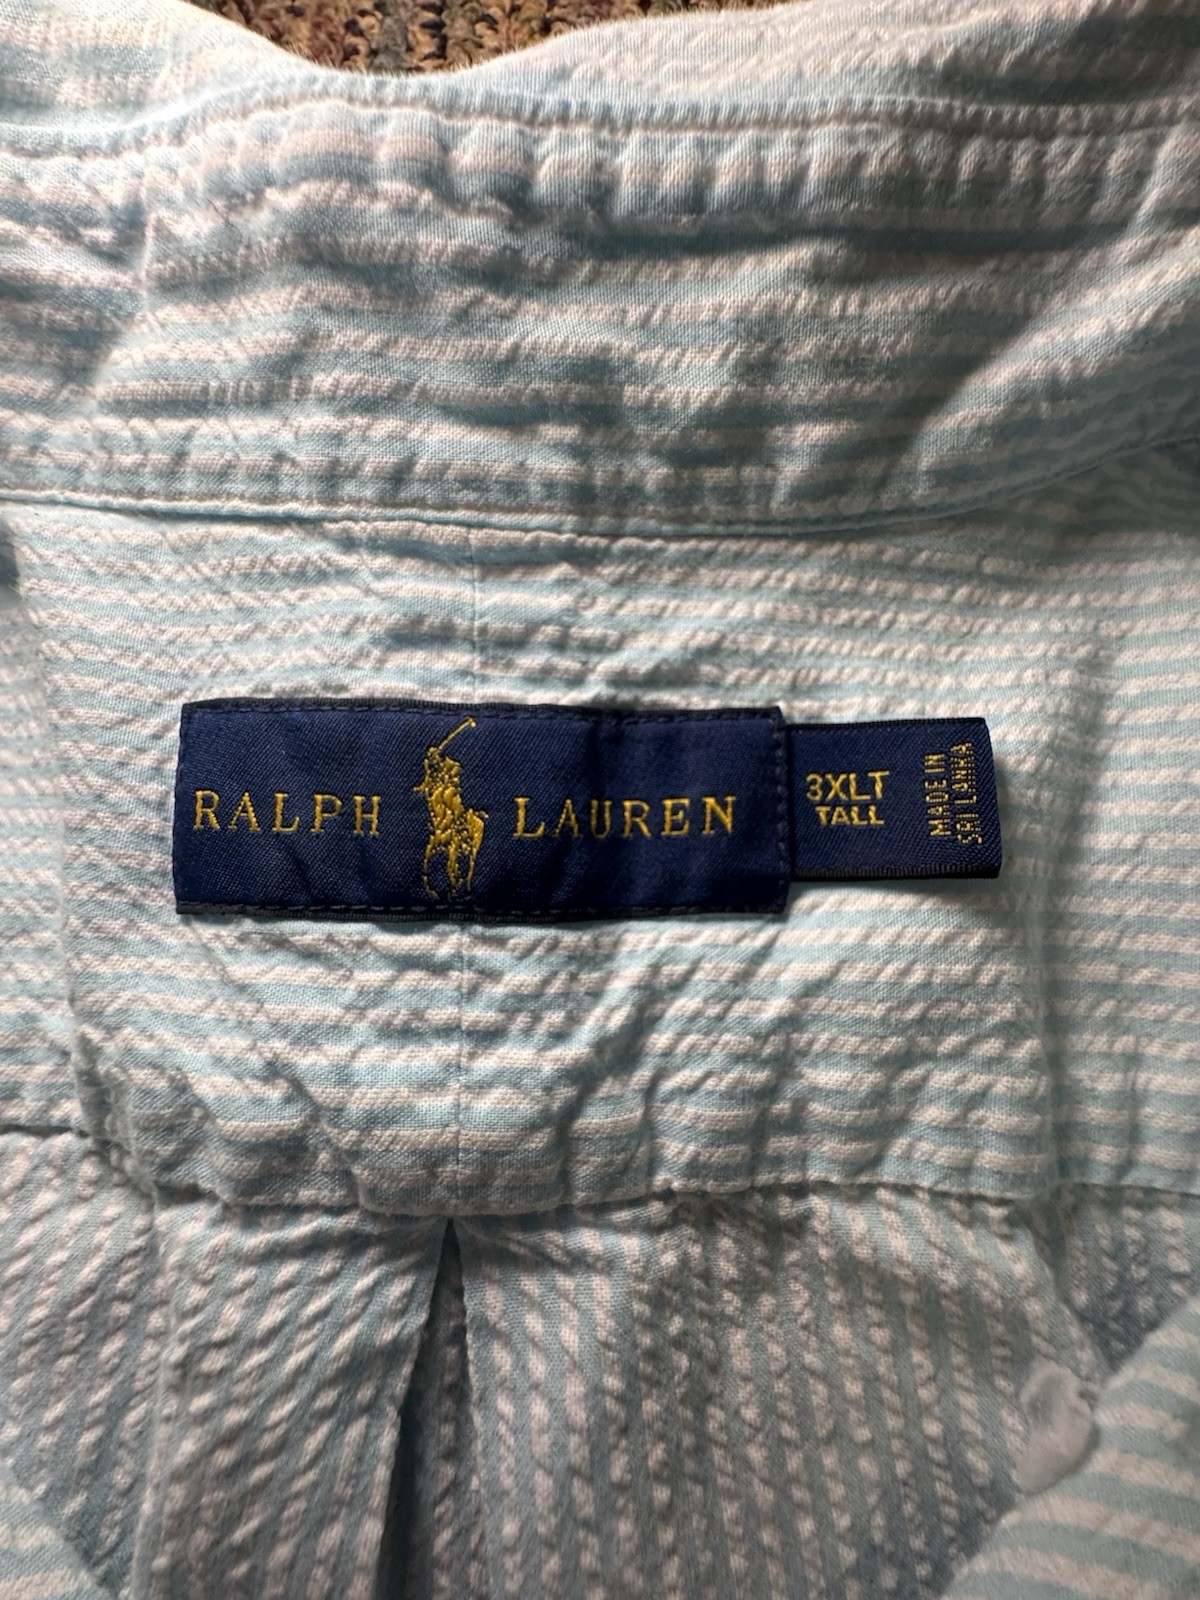 RALPH LAUREN
3XLT
TALL
MADE IN
SRI LANKA